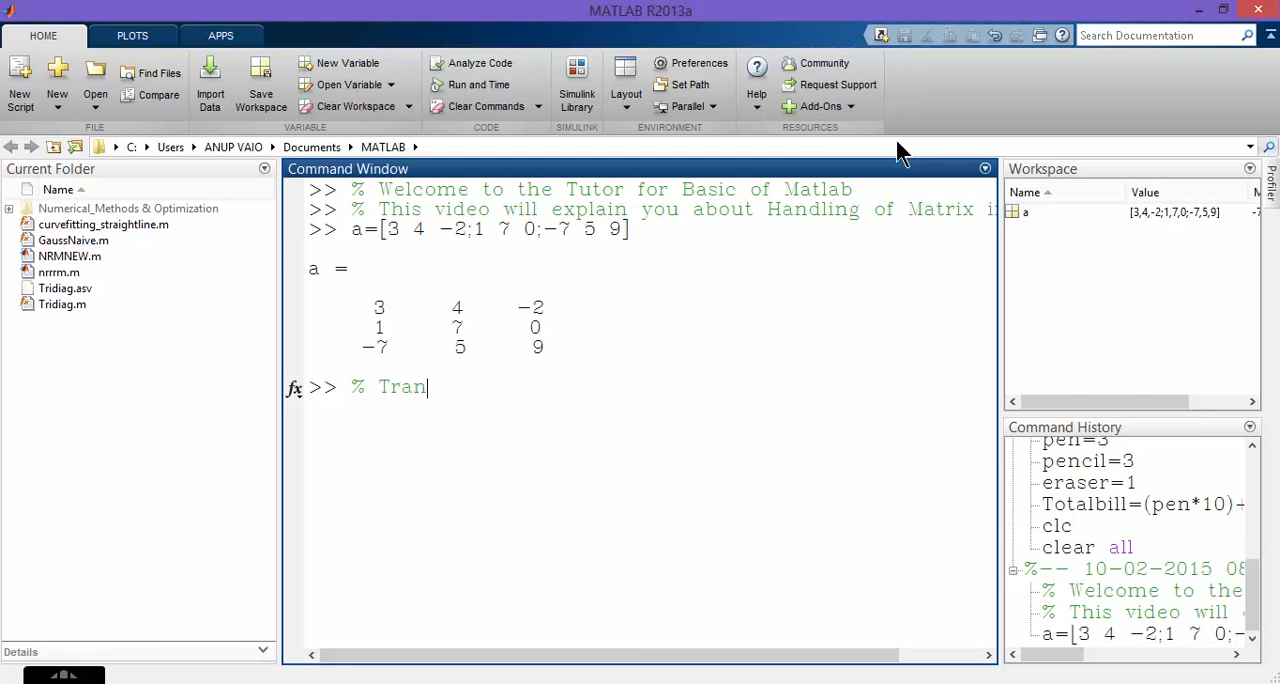 MATLAB R2013a
HOME PLOTS APPS
Search Documentation
New Script
New
Open
Find Files
Compare
Import Data
Save Workspace
New Variable
Open Variable
Clear Workspace
Analyze Code
Run and Time
Clear Commands
Simulink Library
Layout
Preferences
Set Path
Parallel
Help
Community
Request Support
Add-Ons
FILE VARIABLE CODE SIMULINK ENVIRONMENT RESOURCES
C: Users ANUP VAIO Documents MATLAB
Current Folder
Name
Numerical_Methods & Optimization
curvefitting_straightline.m
GaussNaive.m
NRMNEW.m
nrrrm.m
Tridiag.asv
Tridiag.m
Details
Command Window
>> % Welcome to the Tutor for Basic of Matlab
>> % This video will explain you about Handling of Matrix i
>> a=[3 4 -2;1 7 0;-7 5 9]
a =
3 4 -2
1 7 0
-7 5 9
fx >> % Tran
Workspace
Name Value
a [3,4,-2;1,7,0;-7,5,9] -7
Profiler
Command History
pen=3
pencil=3
eraser=1
Totalbill=(pen*10)+
clc
clear all
%-- 10-02-2015 08
% Welcome to the
% This video will
a=[3 4 -2;1 7 0;-